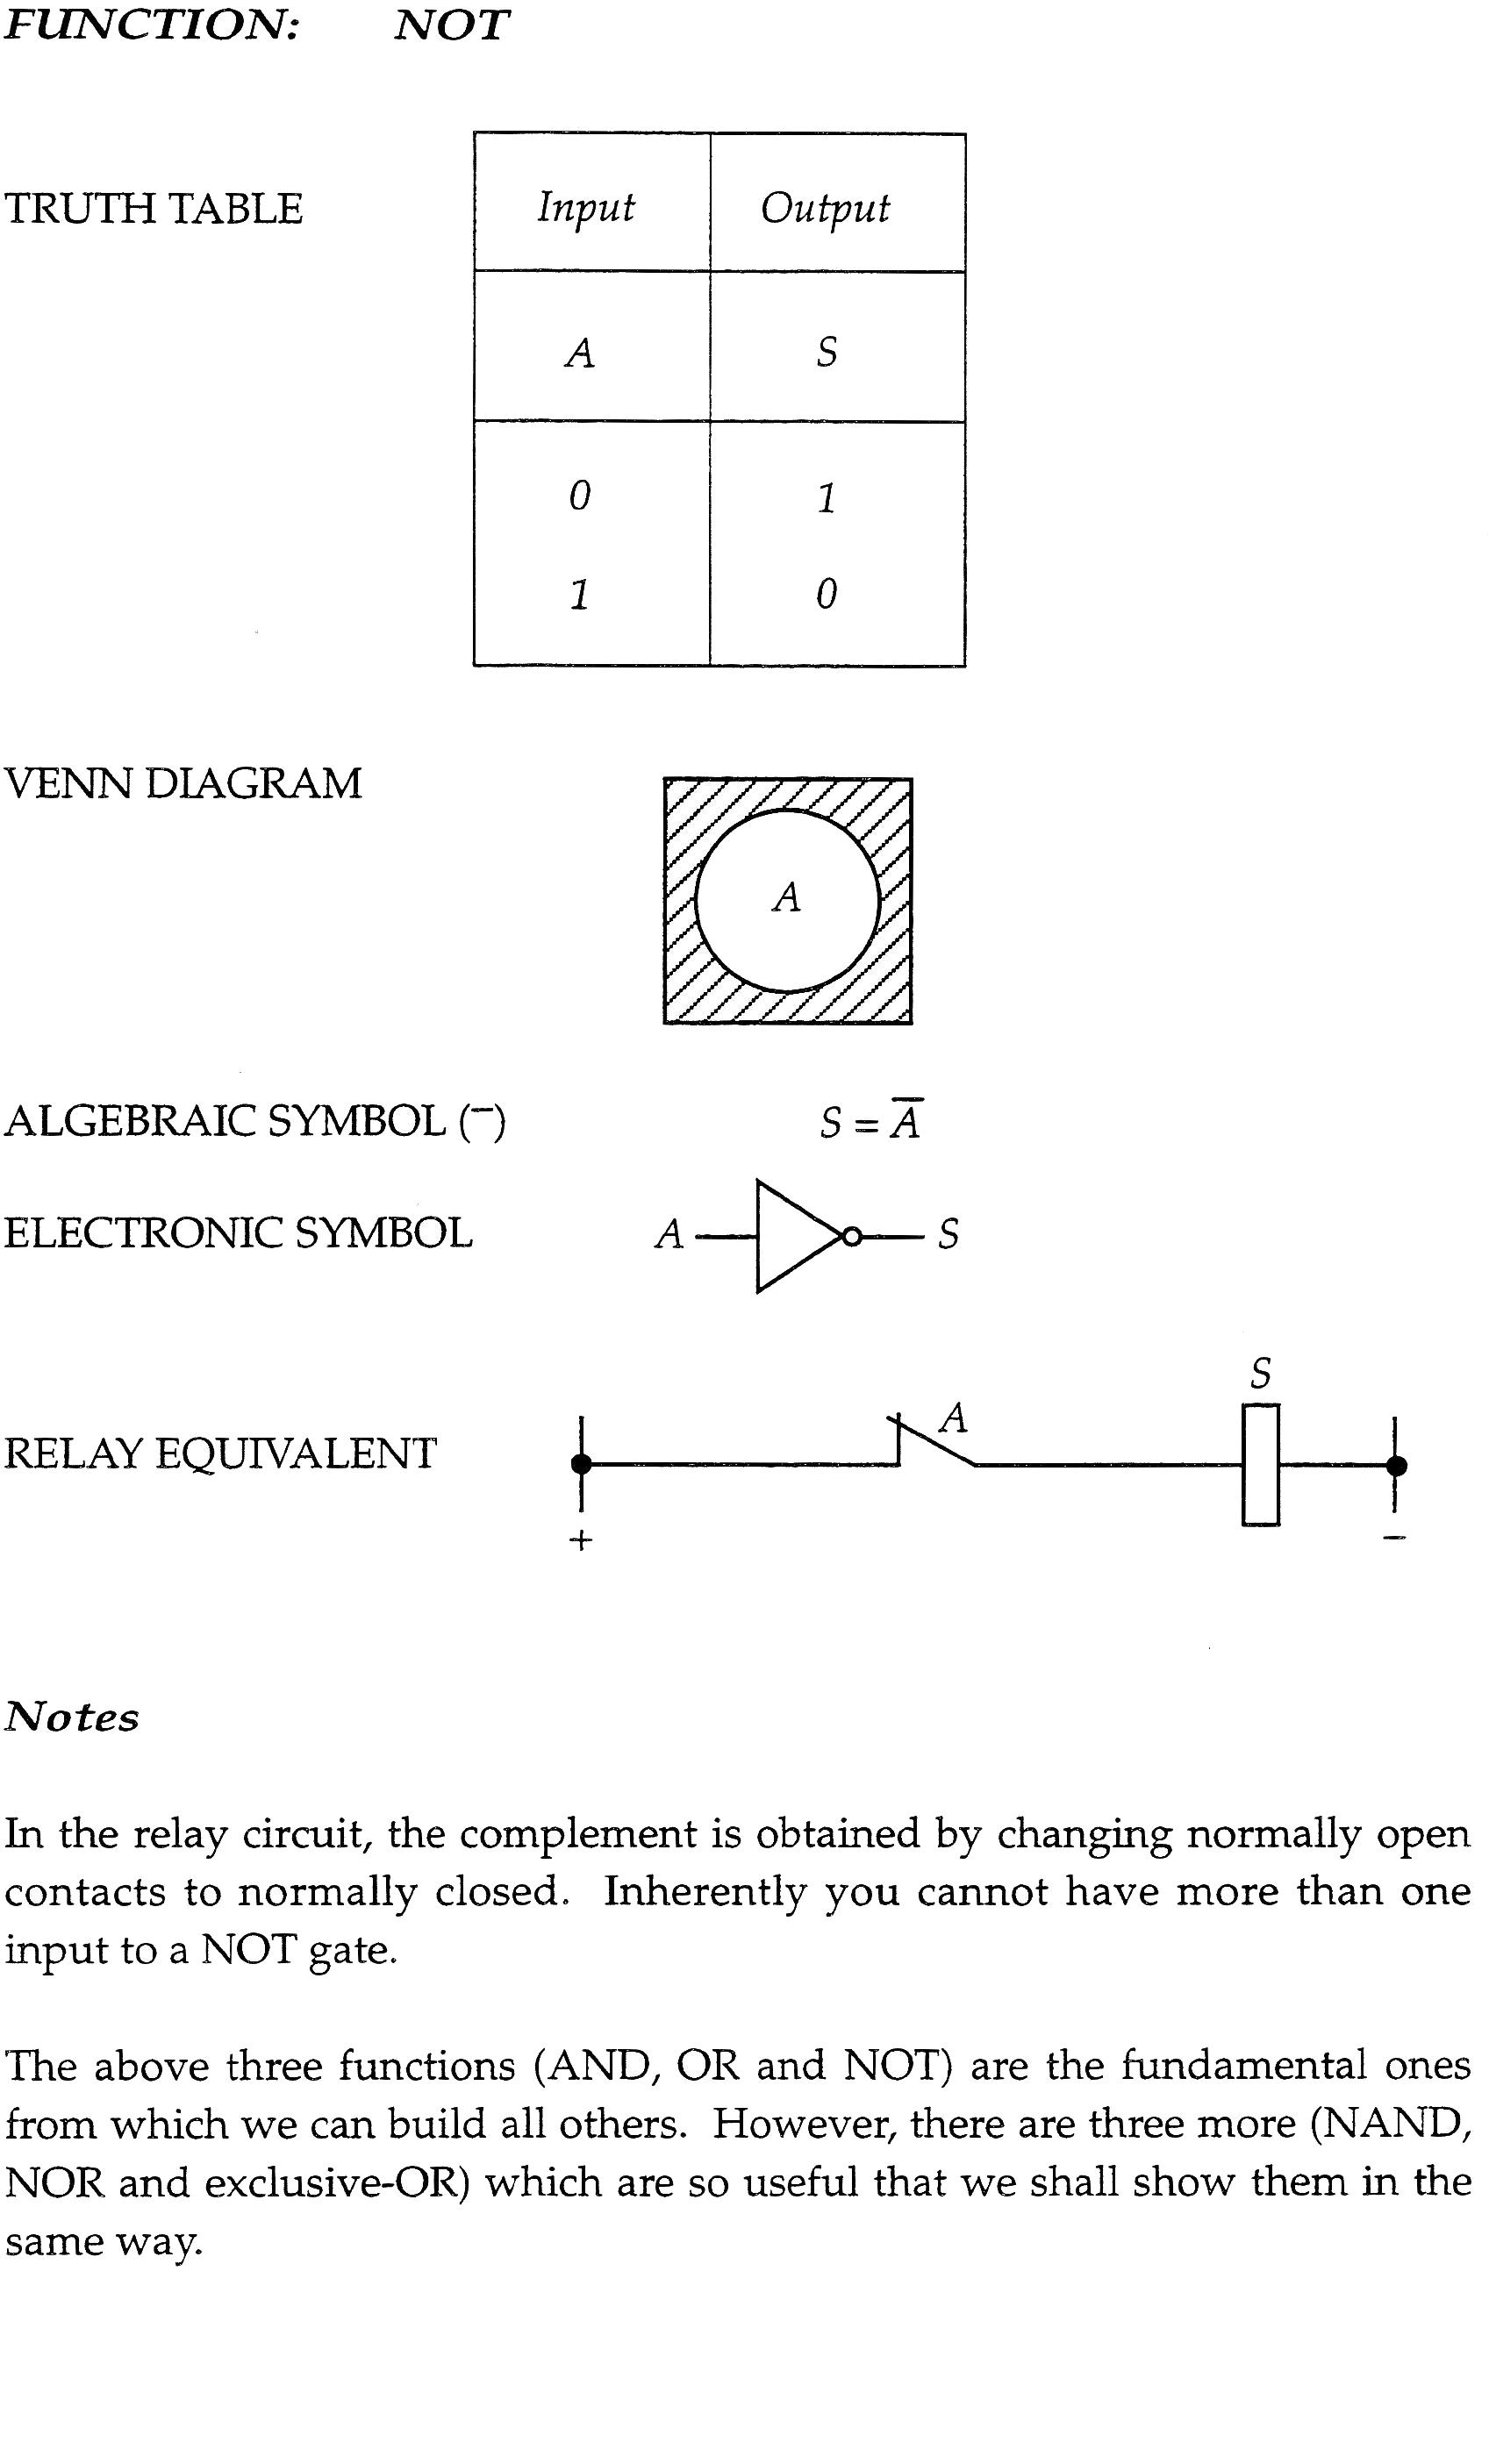 FUNCTION: NOT
TRUTH TABLE
Input Output
A S
0 1
1 0
VENN DIAGRAM
A
ALGEBRAIC SYMBOL (‾) S = A̅
ELECTRONIC SYMBOL A S
S
A
RELAY EQUIVALENT
+ −
Notes
In the relay circuit, the complement is obtained by changing normally open
contacts to normally closed. Inherently you cannot have more than one
input to a NOT gate.
The above three functions (AND, OR and NOT) are the fundamental ones
from which we can build all others. However, there are three more (NAND,
NOR and exclusive-OR) which are so useful that we shall show them in the
same way.